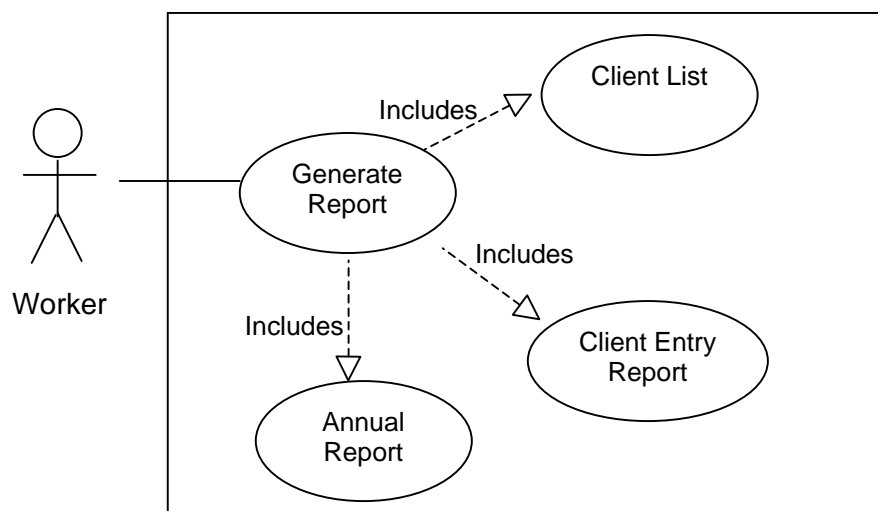 Client List
Includes
Generate
Report
Includes
Worker
Includes
Client Entry
Report
Annual
Report